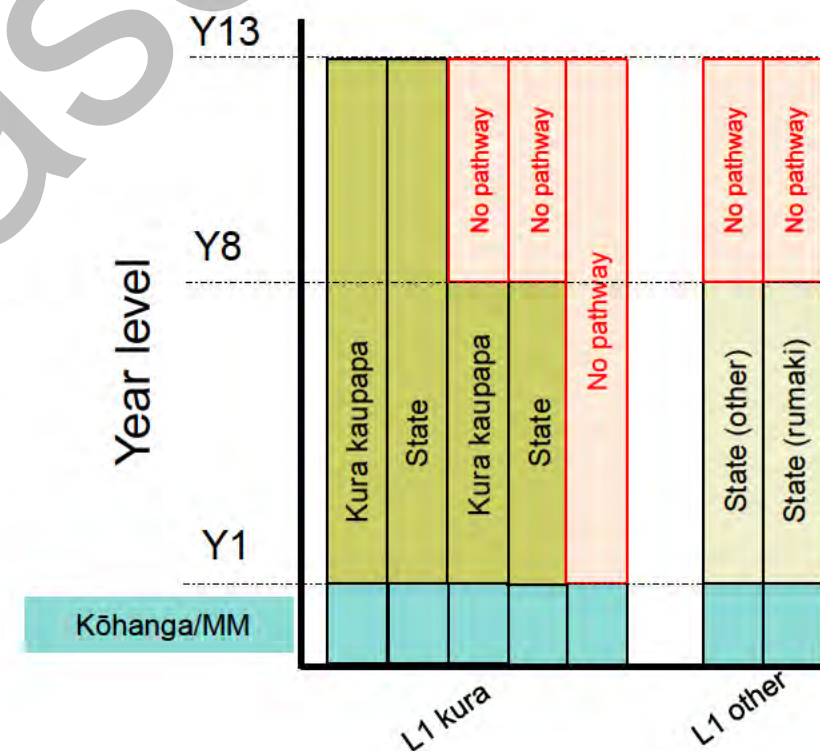 Y13
No pathway
No pathway
No pathway
No pathway
Y8
No pathway
Year level
Kura kaupapa
State
Kura kaupapa
State
State (other)
State (rumaki)
Y1
Kōhanga/MM
L1 kura
L1 other